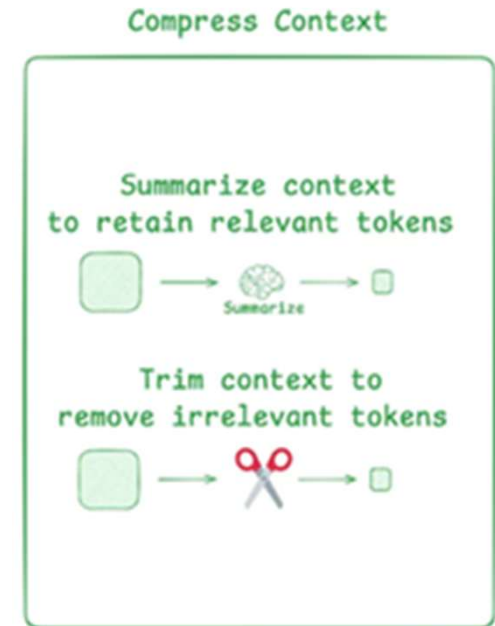 Compress Context
Summarize context
to retain relevant tokens
Summarize
Trim context to
remove irrelevant tokens